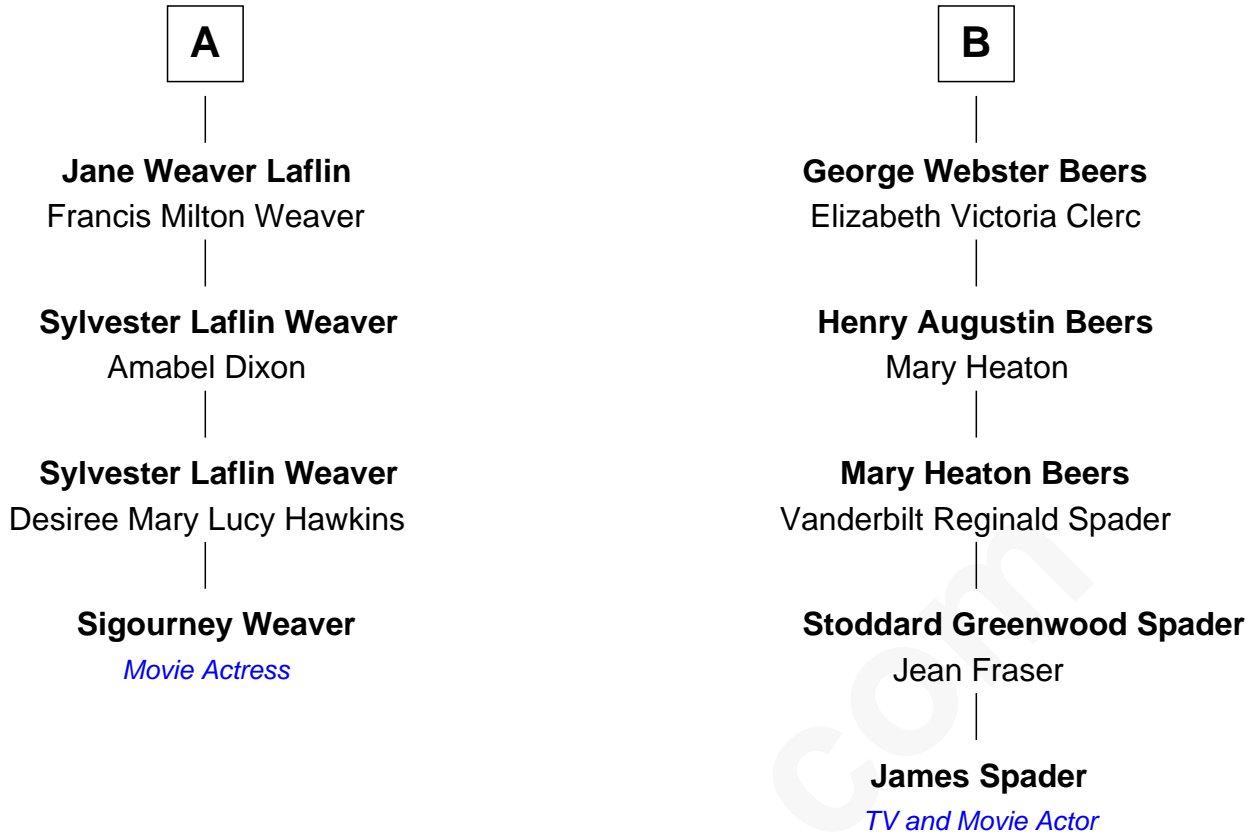 A
Jane Weaver Laflin
Francis Milton Weaver
Sylvester Laflin Weaver
Amabel Dixon
Sylvester Laflin Weaver
Desiree Mary Lucy Hawkins
Sigourney Weaver
Movie Actress
B
George Webster Beers
Elizabeth Victoria Clerc
Henry Augustin Beers
Mary Heaton
Mary Heaton Beers
Vanderbilt Reginald Spader
Stoddard Greenwood Spader
Jean Fraser
James Spader
TV and Movie Actor
com